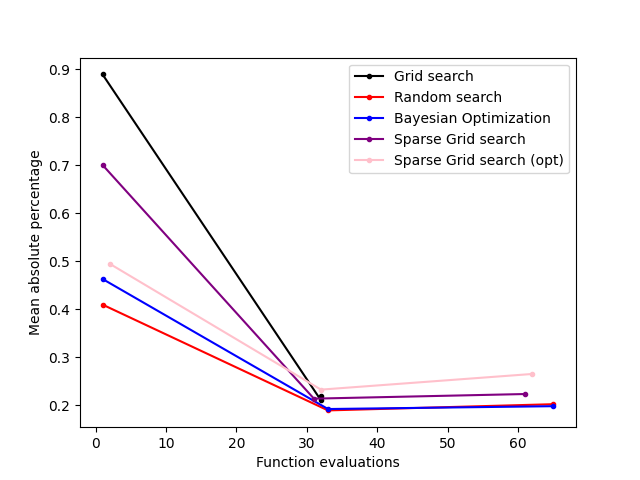 Grid search
Random search
Bayesian Optimization
Sparse Grid search
Sparse Grid search (opt)
Mean absolute percentage
0.9
0.8
0.7
0.6
0.5
0.4
0.3
0.2
0 10 20 30 40 50 60
Function evaluations